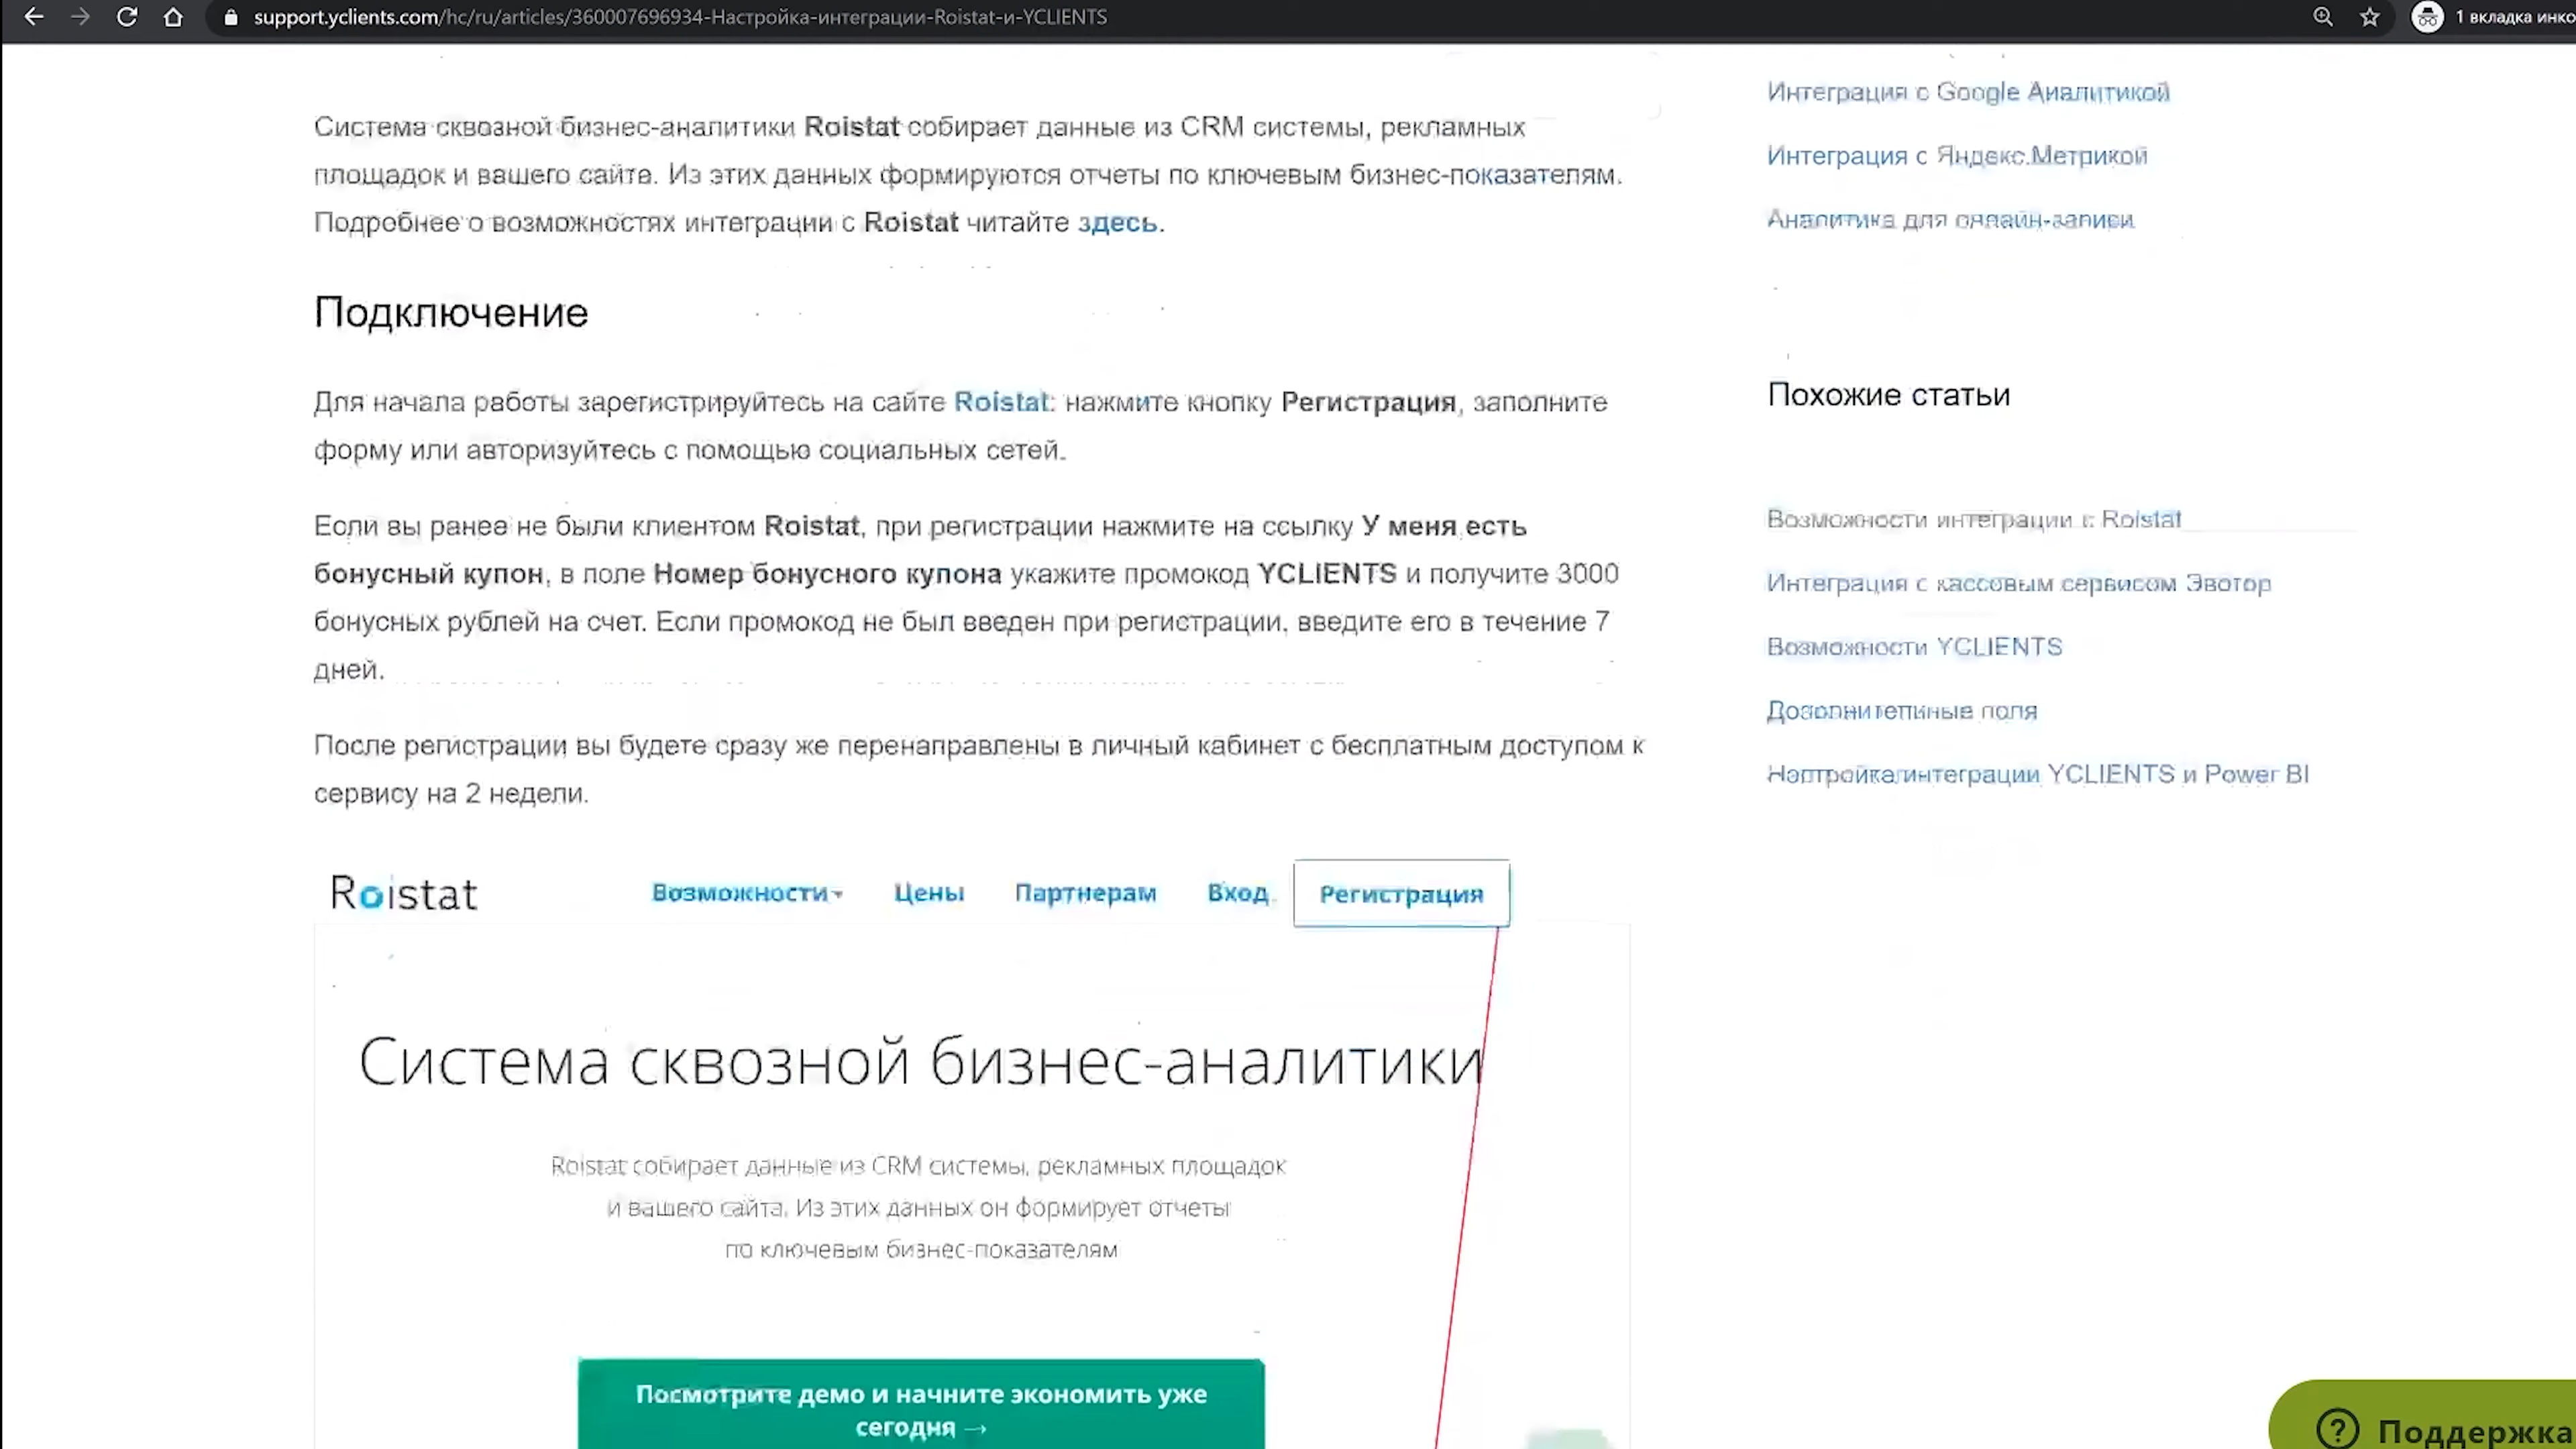 support.yclients.com/hc/ru/articles/360007696934-Настройка-интеграции-Roistat-и-YCLIENTS
1 вкладка инко
Система сквозной бизнес-аналитики Roistat собирает данные из CRM системы, рекламных
площадок и вашего сайта. Из этих данных формируются отчеты по ключевым бизнес-показателям.
Подробнее о возможностях интеграции с Roistat читайте здесь.
Подключение
Для начала работы зарегистрируйтесь на сайте Roistat: нажмите кнопку Регистрация, заполните
форму или авторизуйтесь с помощью социальных сетей.
Если вы ранее не были клиентом Roistat, при регистрации нажмите на ссылку У меня есть
бонусный купон, в поле Номер бонусного купона укажите промокод YCLIENTS и получите 3000
бонусных рублей на счет. Если промокод не был введен при регистрации, введите его в течение 7
дней.
После регистрации вы будете сразу же перенаправлены в личный кабинет с бесплатным доступом к
сервису на 2 недели.
Roistat
Возможности Цены Партнерам Вход Регистрация
Система сквозной бизнес-аналитики
Roistat собирает данные из CRM системы, рекламных площадок
и вашего сайта. Из этих данных он формирует отчеты
по ключевым бизнес-показателям
Посмотрите демо и начните экономить уже
сегодня →
Интеграция с Google Аналитикой
Интеграция с Яндекс.Метрикой
Аналитика для онлайн-записи
Похожие статьи
Возможности интеграции с Roistat
Интеграция с кассовым сервисом Эвотор
Возможности YCLIENTS
Дополнительные поля
Настройка интеграции YCLIENTS и Power BI
Поддержка